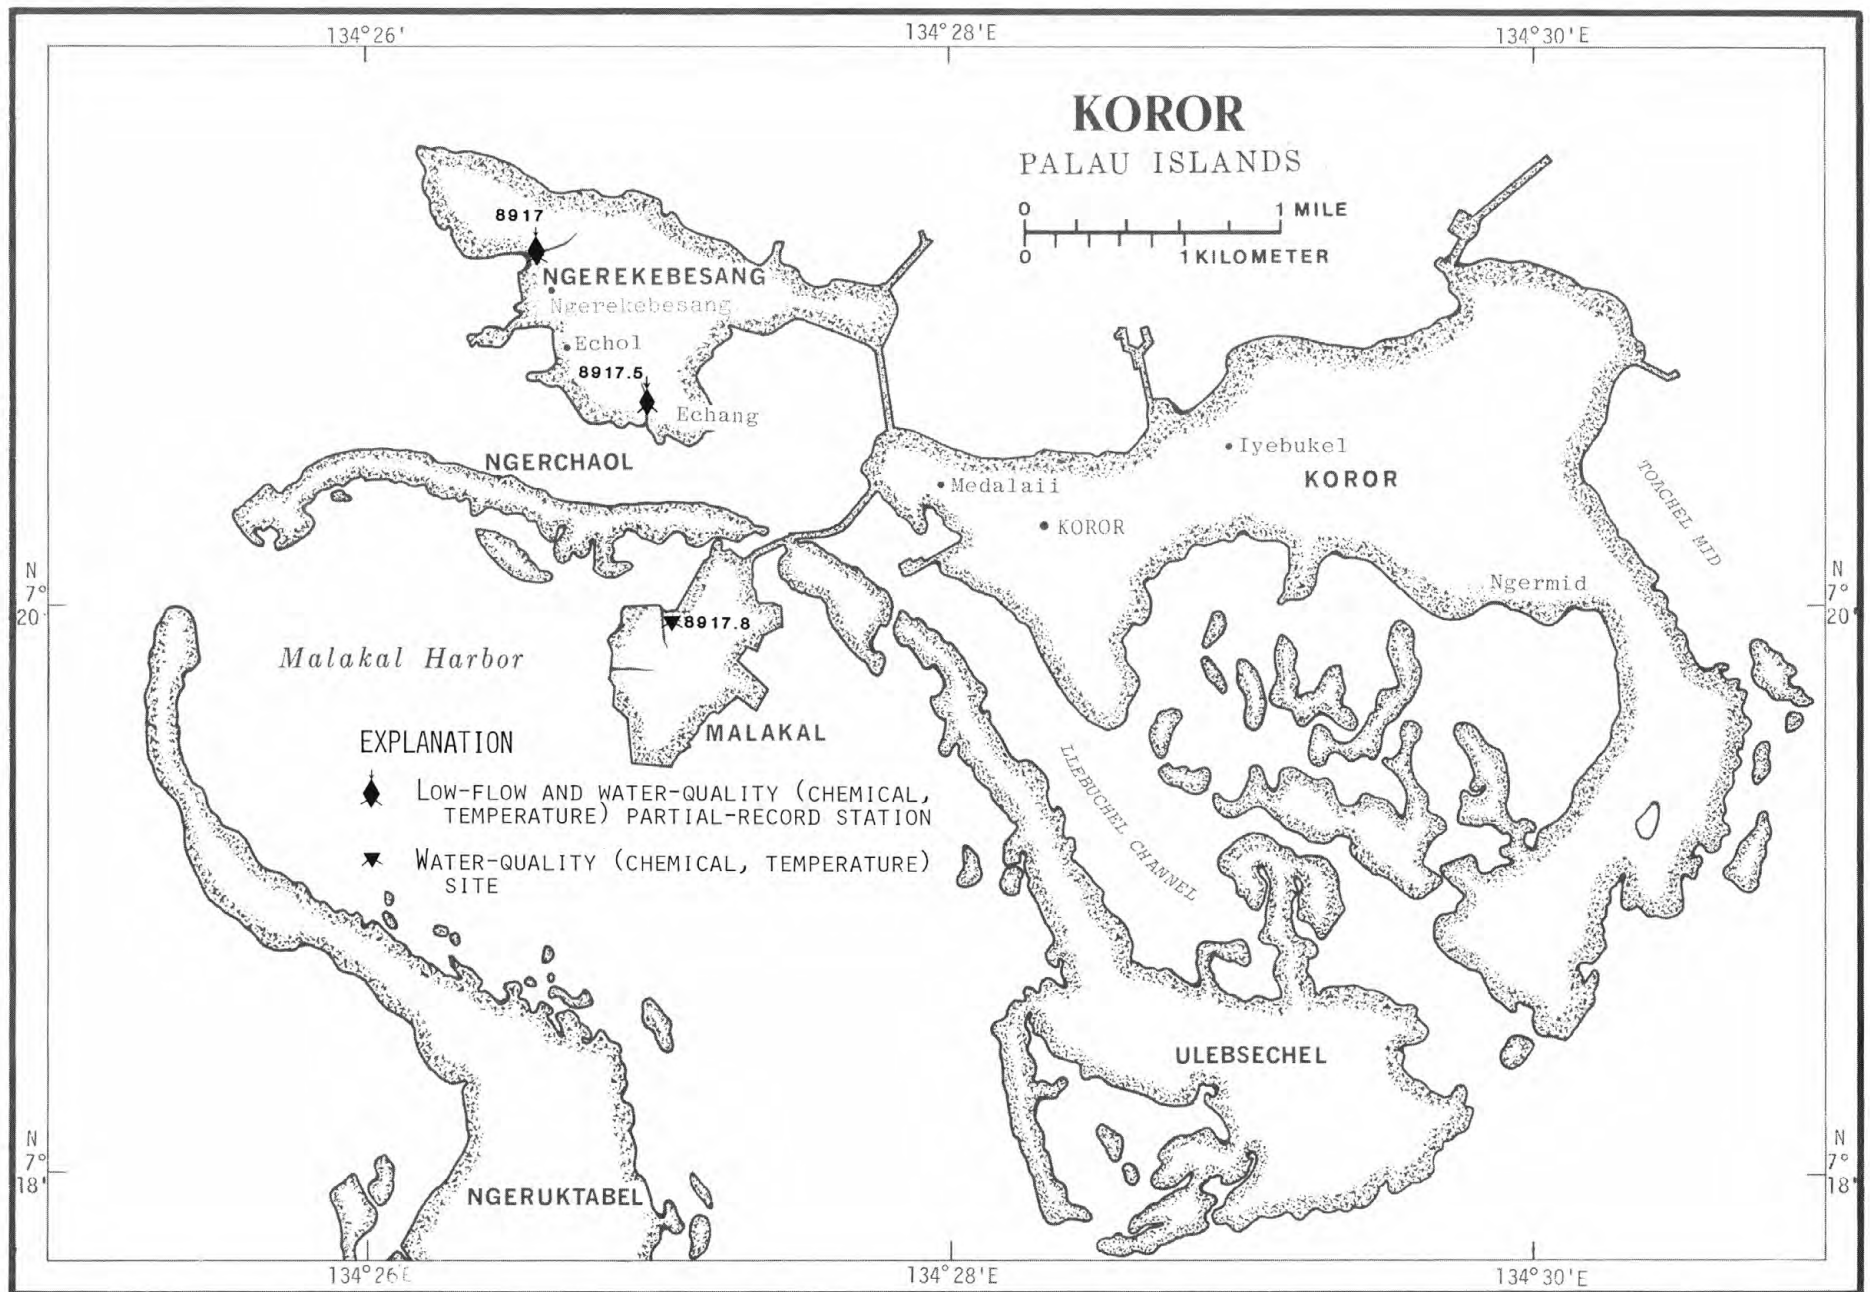 134°26'
134°28'E
134°30'E
KOROR
PALAU ISLANDS
0 1 MILE
0 1 KILOMETER
8917
NGEREKEBESANG
Ngerekebesang
Echol
8917.5
Echang
NGERCHAOL
Iyebukel
KOROR
Medalaii
KOROR
TOACHEL MID
Ngermid
N
7°
20'
N
7°
20'
8917.8
Malakal Harbor
MALAKAL
EXPLANATION
LOW-FLOW AND WATER-QUALITY (CHEMICAL,
TEMPERATURE) PARTIAL-RECORD STATION
WATER-QUALITY (CHEMICAL, TEMPERATURE)
SITE
LLEBUCHEL CHANNEL
ULEBSECHEL
N
7°
18'
N
7°
18'
NGERUKTABEL
134°26'E
134°28'E
134°30'E